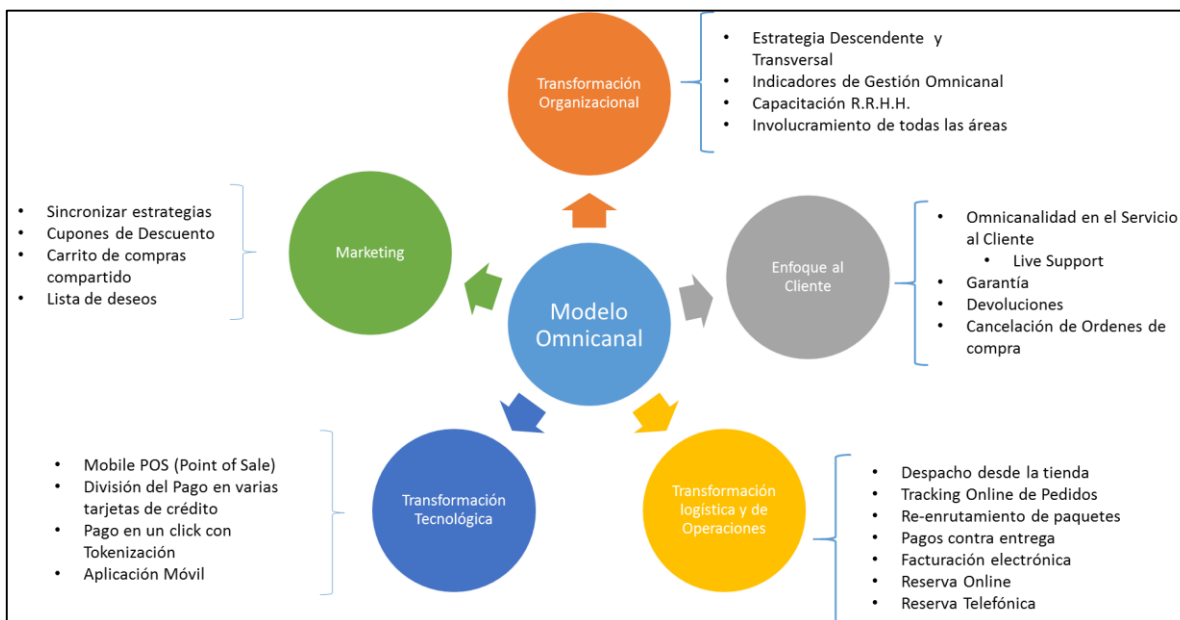 Transformación
Organizacional
• Estrategia Descendente y
Transversal
• Indicadores de Gestión Omnicanal
• Capacitación R.R.H.H.
• Involucramiento de todas las áreas
• Sincronizar estrategias
• Cupones de Descuento
• Carrito de compras
compartido
• Lista de deseos
Marketing
Modelo
Omnicanal
Enfoque al
Cliente
• Omnicanalidad en el Servicio
al Cliente
• Live Support
• Garantía
• Devoluciones
• Cancelación de Ordenes de
compra
• Mobile POS (Point of Sale)
• División del Pago en varias
tarjetas de crédito
• Pago en un click con
Tokenización
• Aplicación Móvil
Transformación
Tecnológica
Transformación
logística y de
Operaciones
• Despacho desde la tienda
• Tracking Online de Pedidos
• Re-enrutamiento de paquetes
• Pagos contra entrega
• Facturación electrónica
• Reserva Online
• Reserva Telefónica